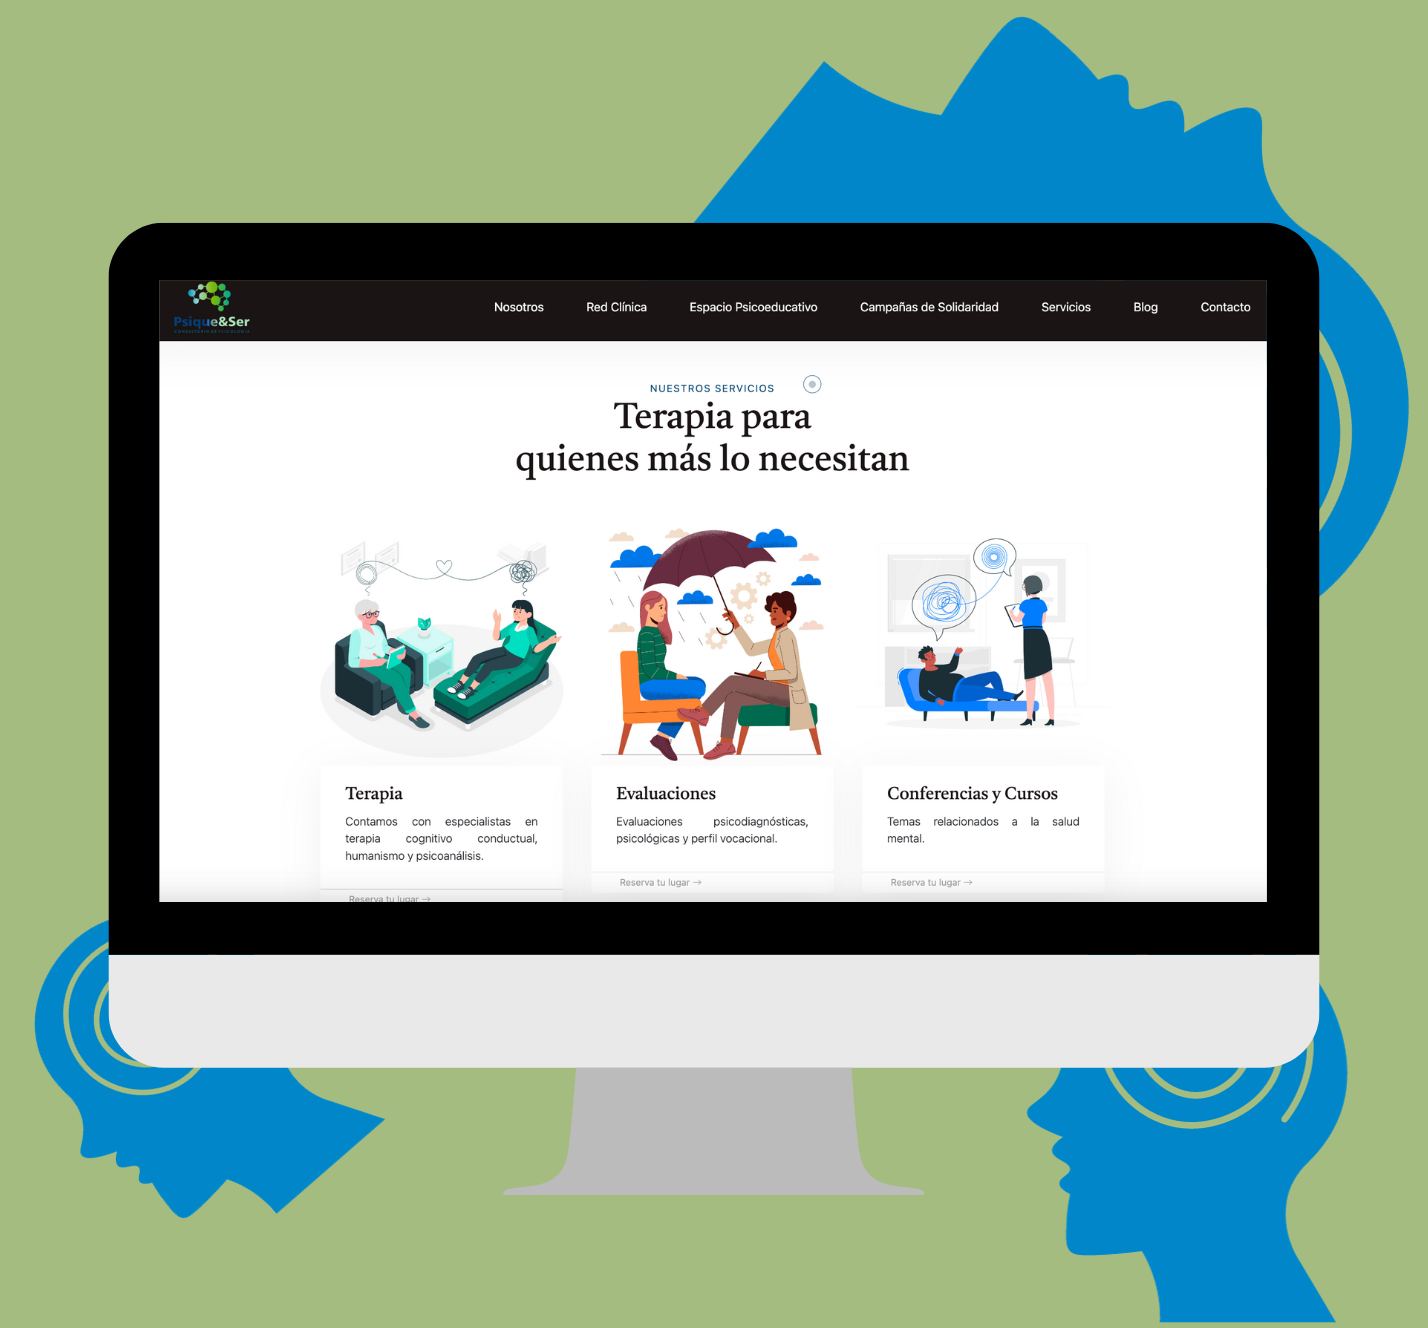 Psique&Ser
Nosotros
Red Clínica
Espacio Psicoeducativo
Campañas de Solidaridad
Servicios
Blog
Contacto
NUESTROS SERVICIOS
Terapia para
quienes más lo necesitan
Terapia
Contamos con especialistas en
terapia cognitivo conductual,
humanismo y psicoanálisis.
Reserva tu lugar →
Evaluaciones
Evaluaciones psicodiagnósticas,
psicológicas y perfil vocacional.
Reserva tu lugar →
Conferencias y Cursos
Temas relacionados a la salud
mental.
Reserva tu lugar →